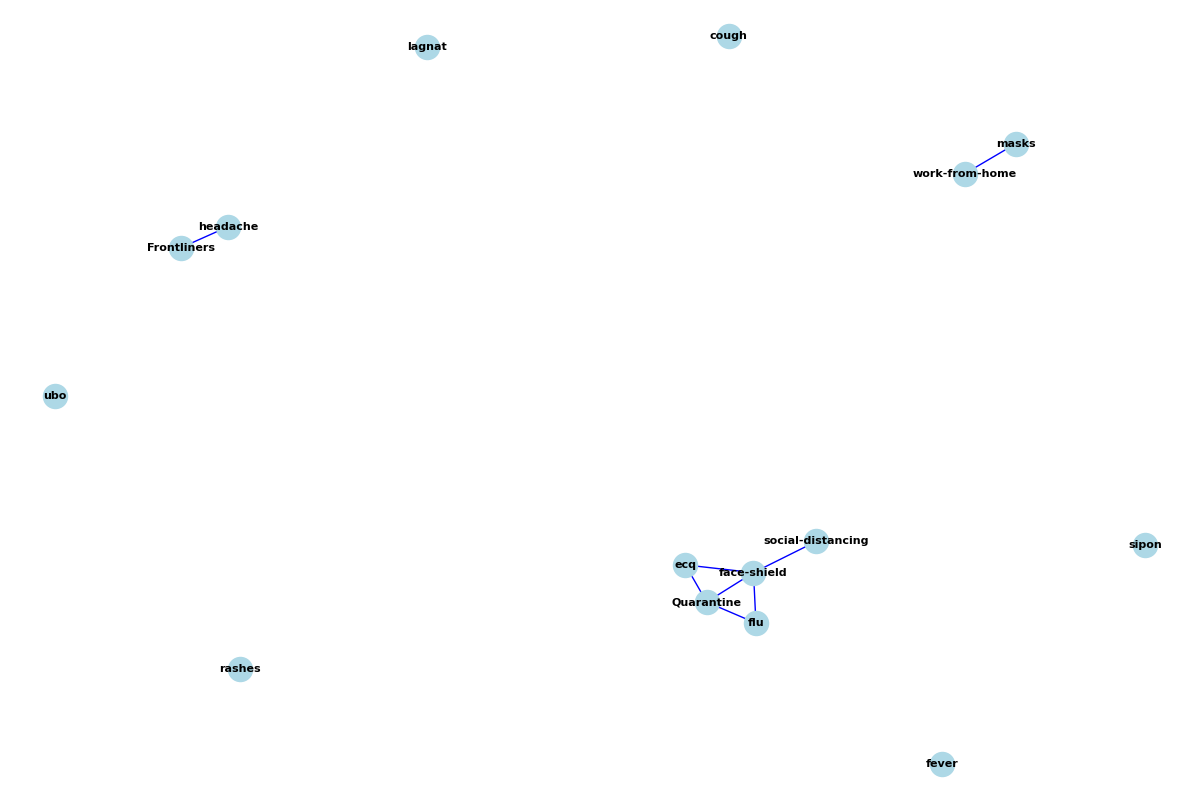 cough
lagnat
masks
work-from-home
headache
Frontliners
ubo
social-distancing
sipon
ecq
face-shield
Quarantine
flu
rashes
fever